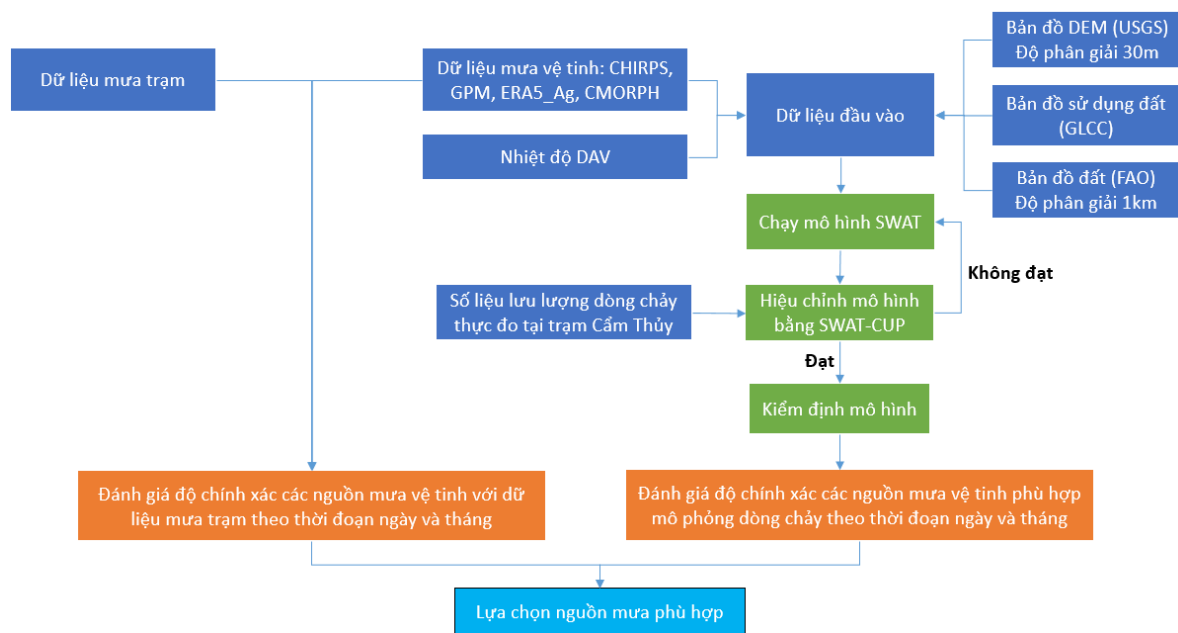 Dữ liệu mưa trạm
Dữ liệu mưa vệ tinh: CHIRPS,
GPM, ERA5_Ag, CMORPH
Nhiệt độ DAV
Dữ liệu đầu vào
Bản đồ DEM (USGS)
Độ phân giải 30m
Bản đồ sử dụng đất
(GLCC)
Bản đồ đất (FAO)
Độ phân giải 1km
Chạy mô hình SWAT
Không đạt
Số liệu lưu lượng dòng chảy
thực đo tại trạm Cẩm Thủy
Hiệu chỉnh mô hình
bằng SWAT-CUP
Đạt
Kiểm định mô hình
Đánh giá độ chính xác các nguồn mưa vệ tinh với dữ
liệu mưa trạm theo thời đoạn ngày và tháng
Đánh giá độ chính xác các nguồn mưa vệ tinh phù hợp
mô phỏng dòng chảy theo thời đoạn ngày và tháng
Lựa chọn nguồn mưa phù hợp